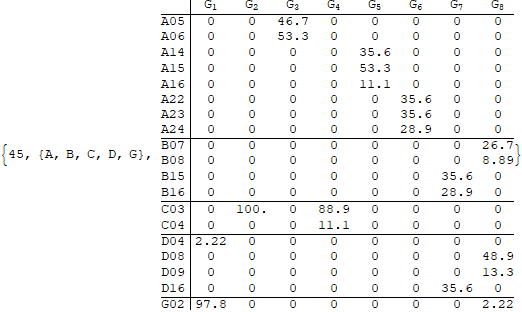 G₁ G₂ G₃ G₄ G₅ G₆ G₇ G₈
A05 0 0 46.7 0 0 0 0 0
A06 0 0 53.3 0 0 0 0 0
A14 0 0 0 0 35.6 0 0 0
A15 0 0 0 0 53.3 0 0 0
A16 0 0 0 0 11.1 0 0 0
A22 0 0 0 0 0 35.6 0 0
A23 0 0 0 0 0 35.6 0 0
A24 0 0 0 0 0 28.9 0 0
B07 0 0 0 0 0 0 0 26.7
{45, {A, B, C, D, G}, B08 0 0 0 0 0 0 0 8.89}
B15 0 0 0 0 0 0 35.6 0
B16 0 0 0 0 0 0 28.9 0
C03 0 100. 0 88.9 0 0 0 0
C04 0 0 0 11.1 0 0 0 0
D04 2.22 0 0 0 0 0 0 0
D08 0 0 0 0 0 0 0 48.9
D09 0 0 0 0 0 0 0 13.3
D16 0 0 0 0 0 0 35.6 0
G02 97.8 0 0 0 0 0 0 2.22